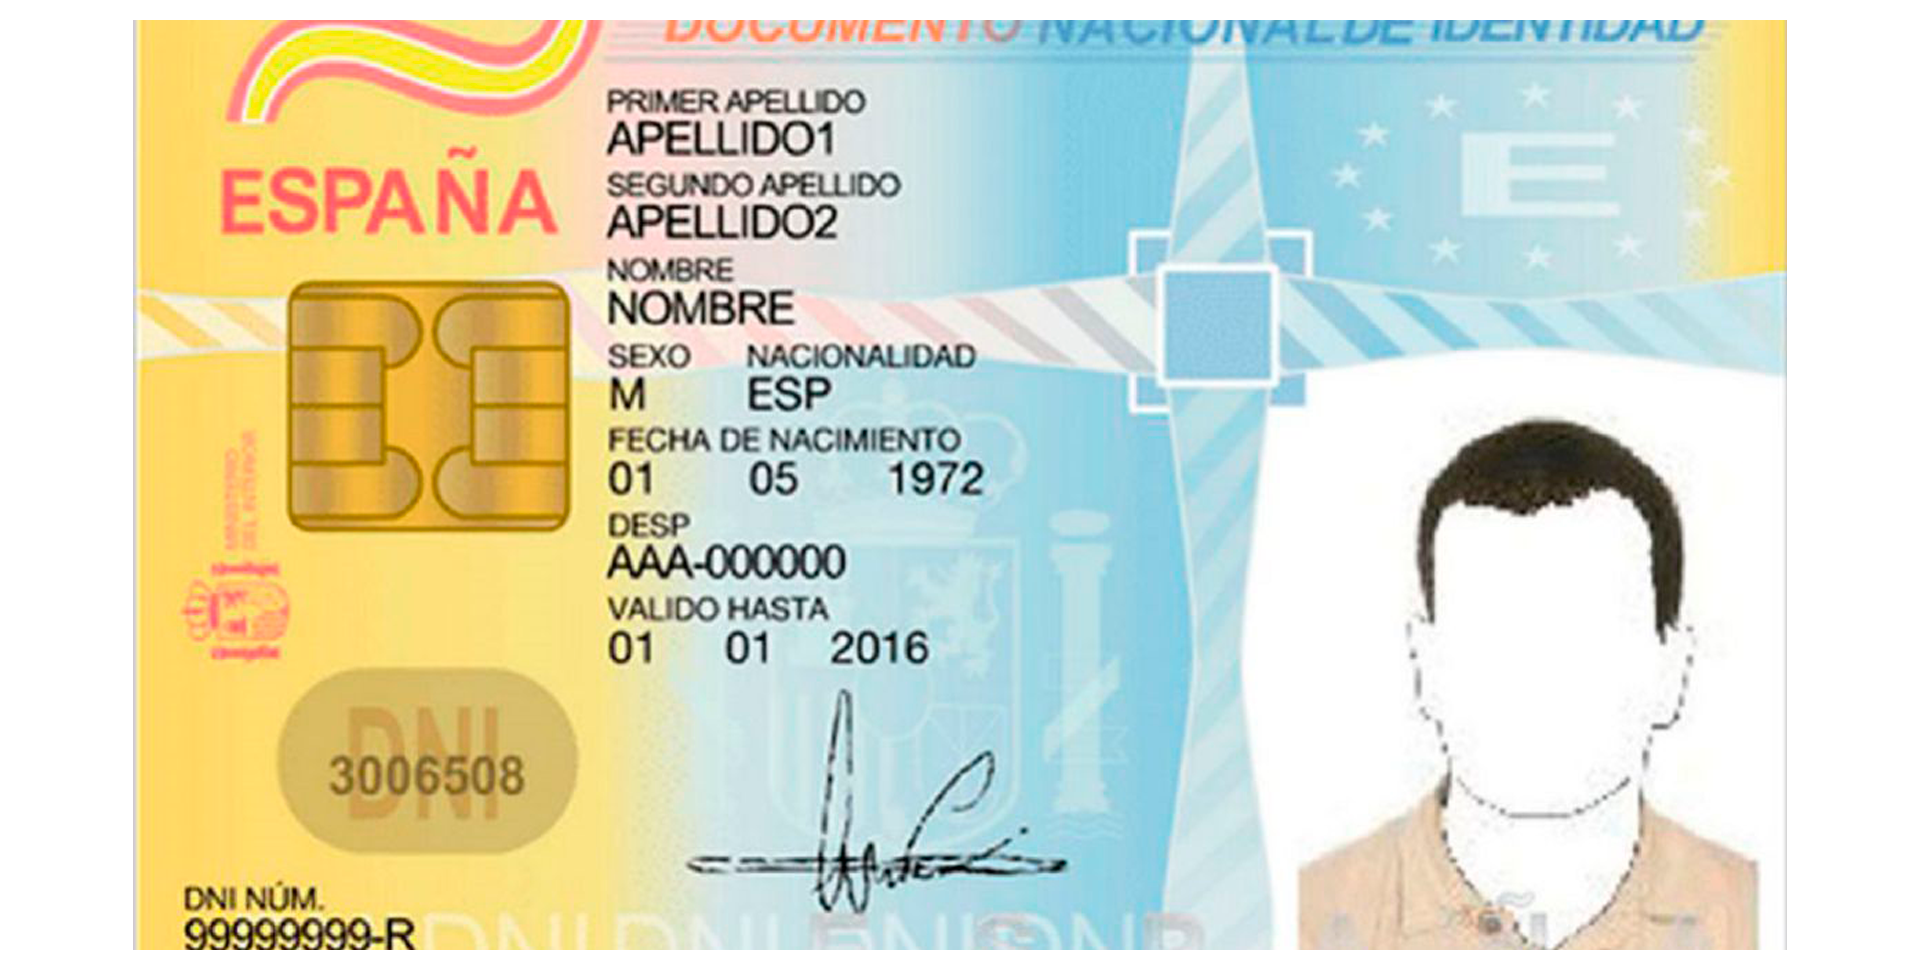 DOCUMENTO NACIONAL DE IDENTIDAD
ESPAÑA
PRIMER APELLIDO
APELLIDO1
SEGUNDO APELLIDO
APELLIDO2
NOMBRE
NOMBRE
SEXO NACIONALIDAD
M ESP
FECHA DE NACIMIENTO
01 05 1972
DESP
AAA-000000
VALIDO HASTA
01 01 2016
E
DNI
3006508
DNI NÚM.
99999999-R